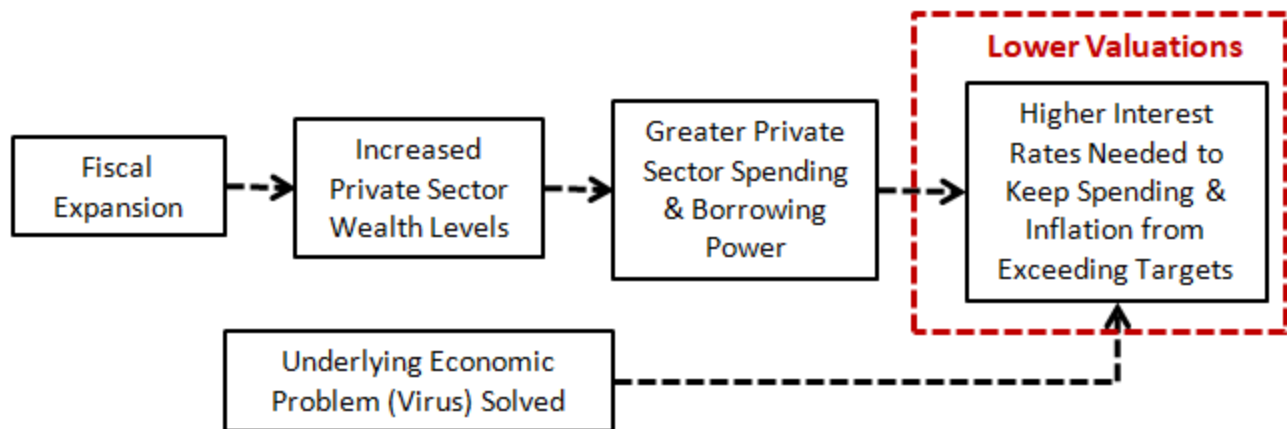 Lower Valuations
Fiscal
Expansion
Increased
Private Sector
Wealth Levels
Greater Private
Sector Spending
& Borrowing
Power
Higher Interest
Rates Needed to
Keep Spending &
Inflation from
Exceeding Targets
Underlying Economic
Problem (Virus) Solved